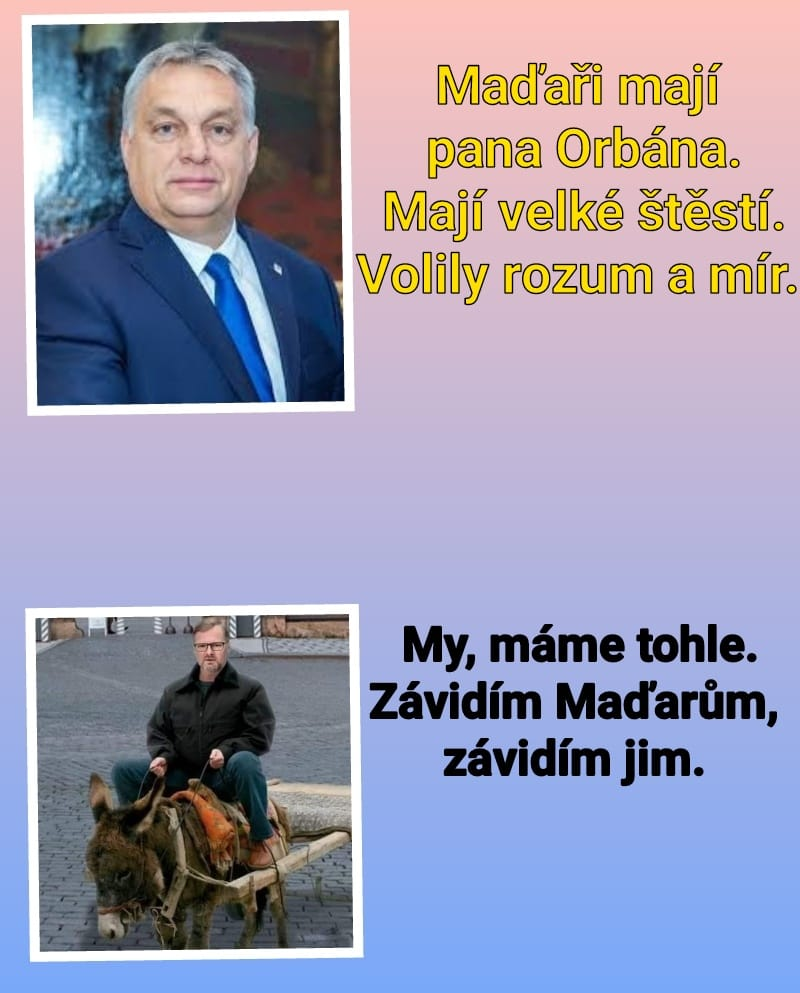 Maďaři mají
pana Orbána.
Mají velké štěstí.
Volily rozum a mír.
My, máme tohle.
Závidím Maďarům,
závidím jim.